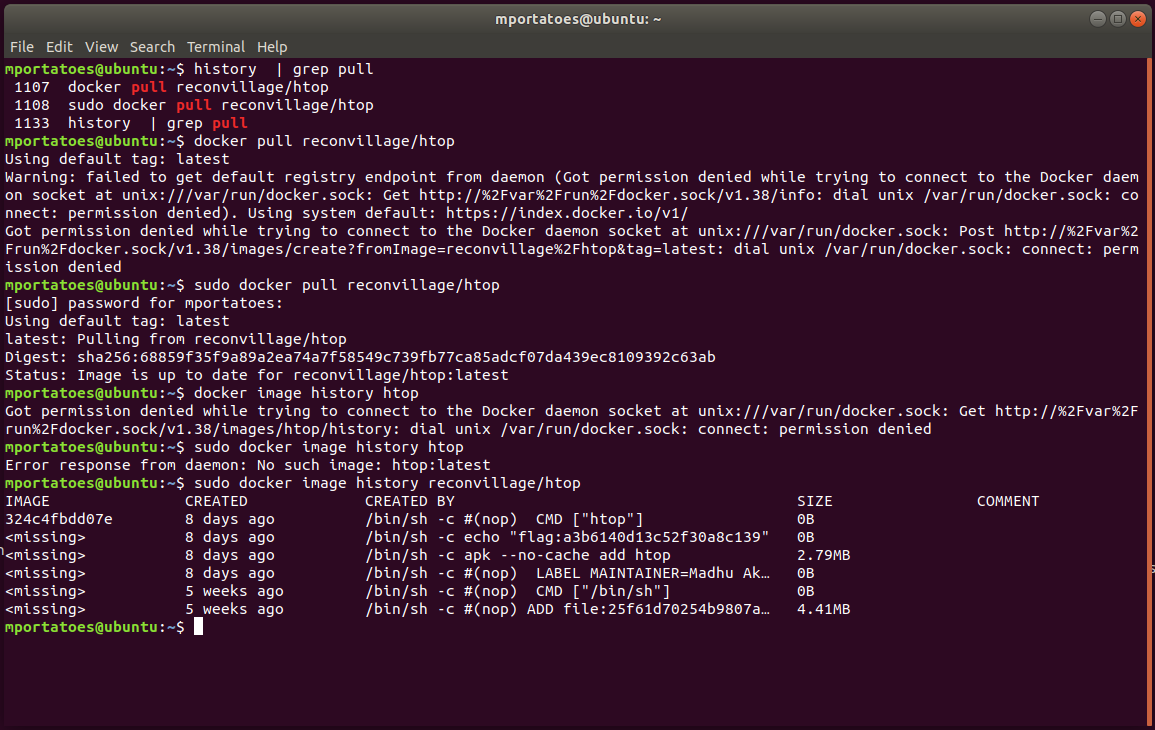 mportatoes@ubuntu: ~
File Edit View Search Terminal Help
mportatoes@ubuntu:~$ history  | grep pull
 1107  docker pull reconvillage/htop
 1108  sudo docker pull reconvillage/htop
 1133  history  | grep pull
mportatoes@ubuntu:~$ docker pull reconvillage/htop
Using default tag: latest
Warning: failed to get default registry endpoint from daemon (Got permission denied while trying to connect to the Docker daem
on socket at unix:///var/run/docker.sock: Get http://%2Fvar%2Frun%2Fdocker.sock/v1.38/info: dial unix /var/run/docker.sock: co
nnect: permission denied). Using system default: https://index.docker.io/v1/
Got permission denied while trying to connect to the Docker daemon socket at unix:///var/run/docker.sock: Post http://%2Fvar%2
Frun%2Fdocker.sock/v1.38/images/create?fromImage=reconvillage%2Fhtop&tag=latest: dial unix /var/run/docker.sock: connect: perm
ission denied
mportatoes@ubuntu:~$ sudo docker pull reconvillage/htop
[sudo] password for mportatoes:
Using default tag: latest
latest: Pulling from reconvillage/htop
Digest: sha256:68859f35f9a89a2ea74a7f58549c739fb77ca85adcf07da439ec8109392c63ab
Status: Image is up to date for reconvillage/htop:latest
mportatoes@ubuntu:~$ docker image history htop
Got permission denied while trying to connect to the Docker daemon socket at unix:///var/run/docker.sock: Get http://%2Fvar%2F
run%2Fdocker.sock/v1.38/images/htop/history: dial unix /var/run/docker.sock: connect: permission denied
mportatoes@ubuntu:~$ sudo docker image history htop
Error response from daemon: No such image: htop:latest
mportatoes@ubuntu:~$ sudo docker image history reconvillage/htop
IMAGE               CREATED             CREATED BY                                      SIZE                COMMENT
324c4fbdd07e        8 days ago          /bin/sh -c #(nop)  CMD ["htop"]                 0B
<missing>           8 days ago          /bin/sh -c echo "flag:a3b6140d13c52f30a8c139"   0B
<missing>           8 days ago          /bin/sh -c apk --no-cache add htop              2.79MB
<missing>           8 days ago          /bin/sh -c #(nop)  LABEL MAINTAINER=Madhu Ak…   0B
<missing>           5 weeks ago         /bin/sh -c #(nop)  CMD ["/bin/sh"]              0B
<missing>           5 weeks ago         /bin/sh -c #(nop) ADD file:25f61d70254b9807a…   4.41MB
mportatoes@ubuntu:~$